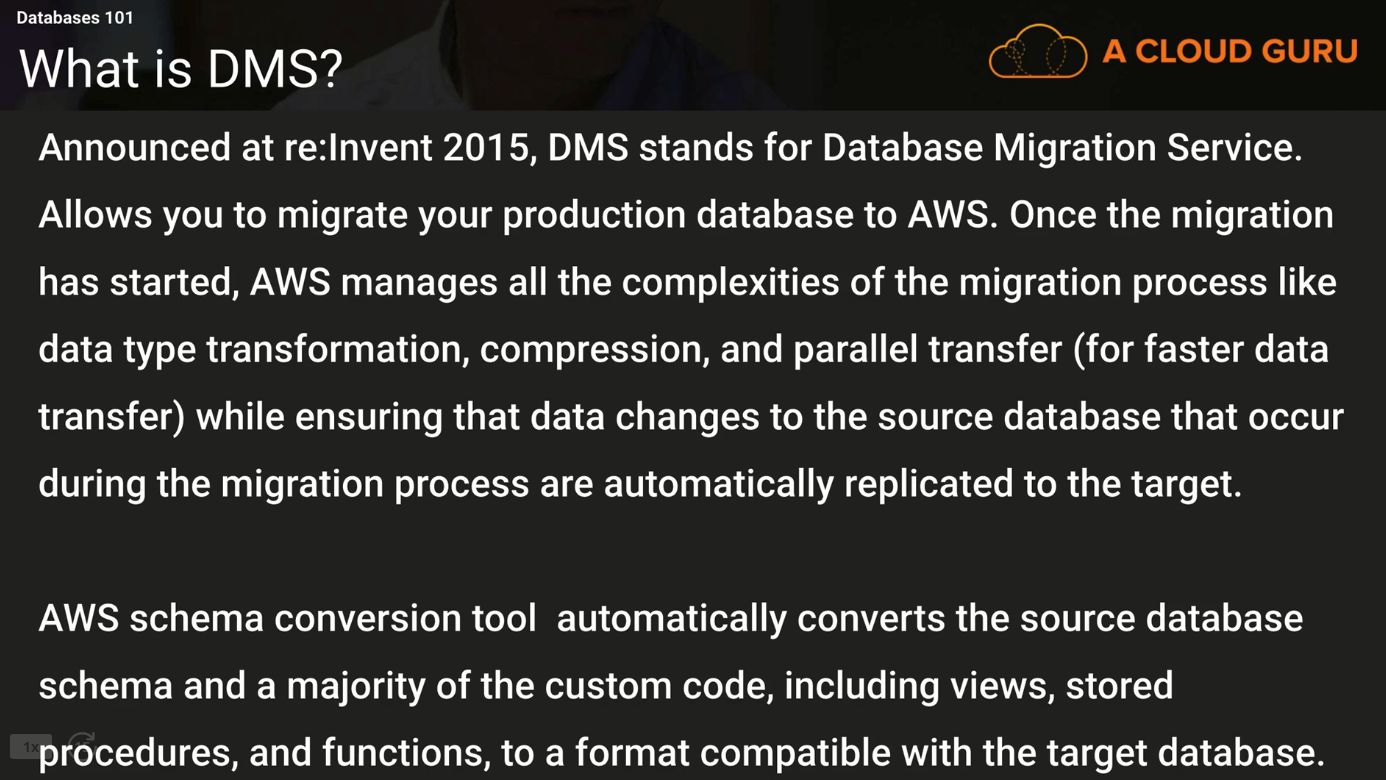 Databases 101
What is DMS?
A CLOUD GURU
Announced at re:Invent 2015, DMS stands for Database Migration Service.
Allows you to migrate your production database to AWS. Once the migration
has started, AWS manages all the complexities of the migration process like
data type transformation, compression, and parallel transfer (for faster data
transfer) while ensuring that data changes to the source database that occur
during the migration process are automatically replicated to the target.
AWS schema conversion tool  automatically converts the source database
schema and a majority of the custom code, including views, stored
1x
procedures, and functions, to a format compatible with the target database.